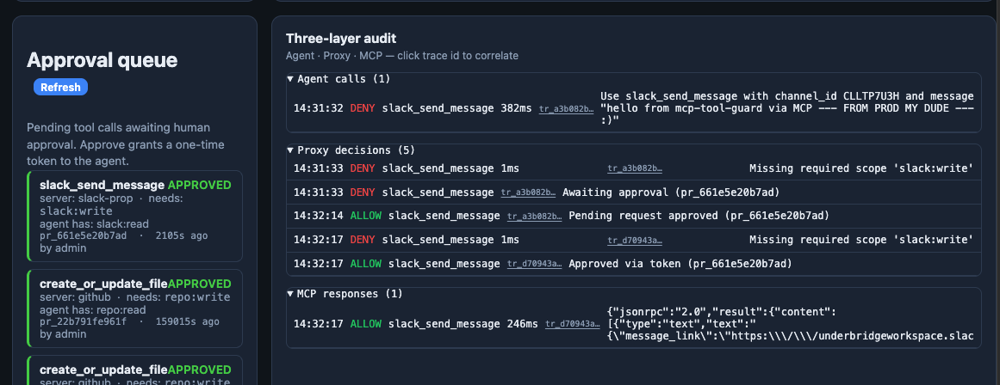 Approval queue
Refresh
Pending tool calls awaiting human
approval. Approve grants a one-time
token to the agent.
slack_send_message APPROVED
server: slack-prop · needs:
slack:write
agent has: slack:read
pr_661e5e20b7ad · 2105s ago
by admin
create_or_update_file APPROVED
server: github · needs: repo:write
agent has: repo:read
pr_22b791fe961f · 159015s ago
by admin
create_or_update_file APPROVED
server: github · needs: repo:write
Three-layer audit
Agent · Proxy · MCP — click trace id to correlate
▼ Agent calls (1)
14:31:32 DENY slack_send_message 382ms tr_a3b082b… Use slack_send_message with channel_id CLLTP7U3H and message
"hello from mcp-tool-guard via MCP --- FROM PROD MY DUDE ---
:)"
▼ Proxy decisions (5)
14:31:33 DENY slack_send_message 1ms tr_a3b082b… Missing required scope 'slack:write'
14:31:33 DENY slack_send_message tr_a3b082b… Awaiting approval (pr_661e5e20b7ad)
14:32:14 ALLOW slack_send_message tr_a3b082b… Pending request approved (pr_661e5e20b7ad)
14:32:17 DENY slack_send_message 1ms tr_d70943a… Missing required scope 'slack:write'
14:32:17 ALLOW slack_send_message tr_d70943a… Approved via token (pr_661e5e20b7ad)
▼ MCP responses (1)
14:32:17 ALLOW slack_send_message 246ms tr_d70943a… {"jsonrpc":"2.0","result":{"content":
[{"type":"text","text":"
{\"message_link\":\"https:\\\/\\\/underbridgeworkspace.slac